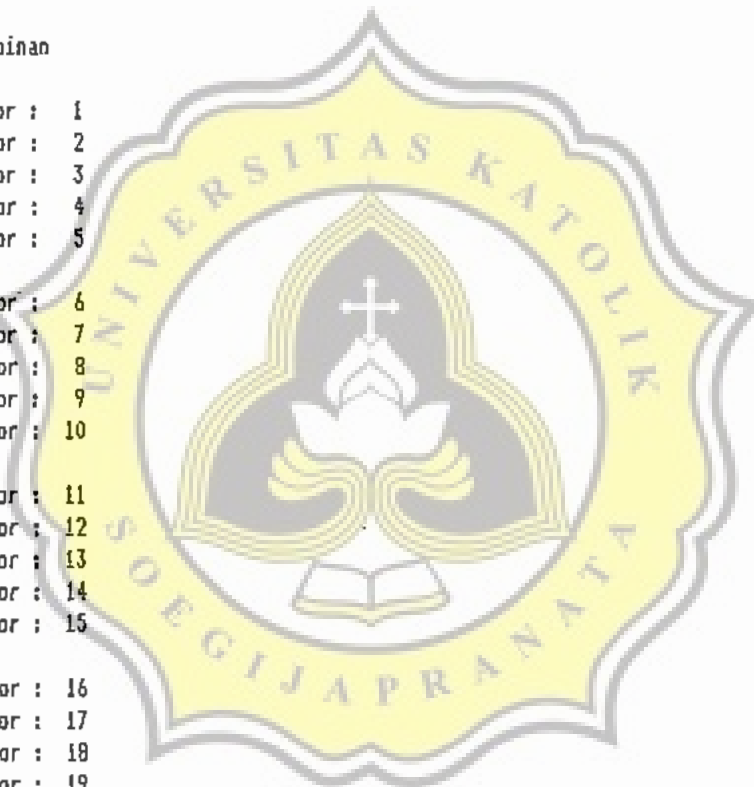 inan
or : 1
or : 2
or : 3
or : 4
or : 5
or : 6
or : 7
or : 8
or : 9
or : 10
or : 11
or : 12
or : 13
or : 14
or : 15
or : 16
or : 17
or : 18
or : 19
UNIVERSITAS KATOLIK
SOEGIJAPRANATA